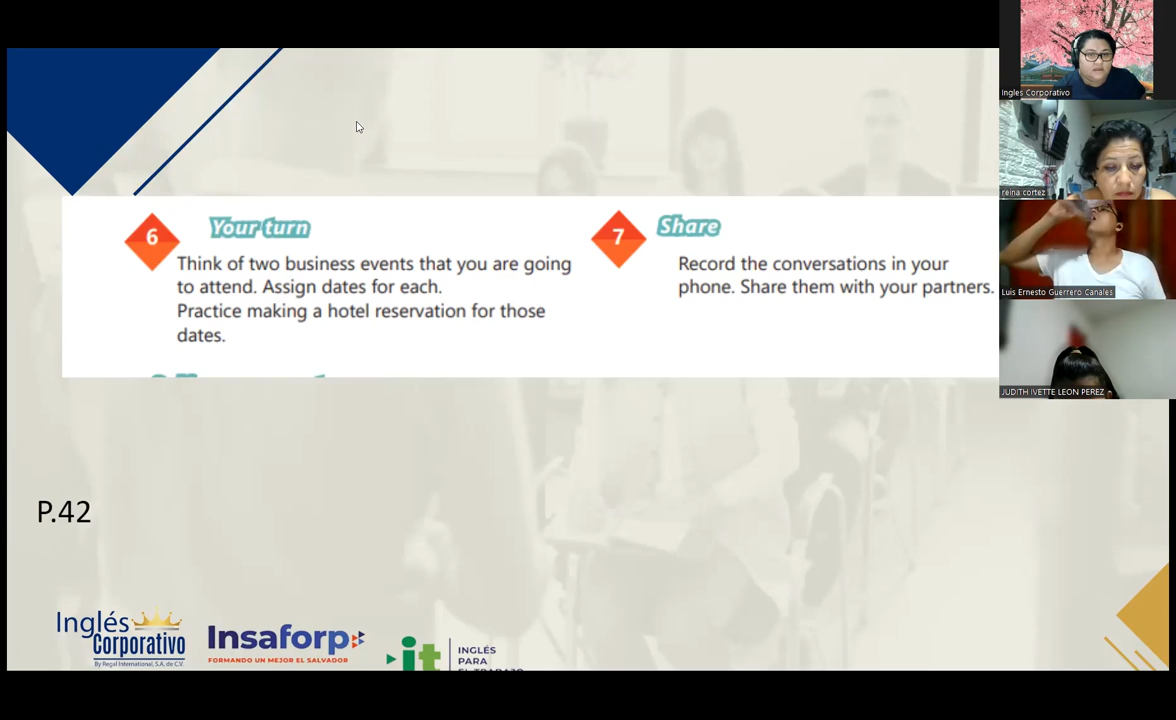 6 Your turn
Think of two business events that you are going
to attend. Assign dates for each.
Practice making a hotel reservation for those
dates.
7 Share
Record the conversations in your
phone. Share them with your partners.
P.42
Inglés
Corporativo
By Regal International, S.A. de C.V.
Insaforp
FORMANDO UN MEJOR EL SALVADOR
it
INGLÉS
PARA
EL TRABAJO
Ingles Corporativo
reina cortez
Luis Ernesto Guerrero Canales
JUDITH IVETTE LEON PEREZ